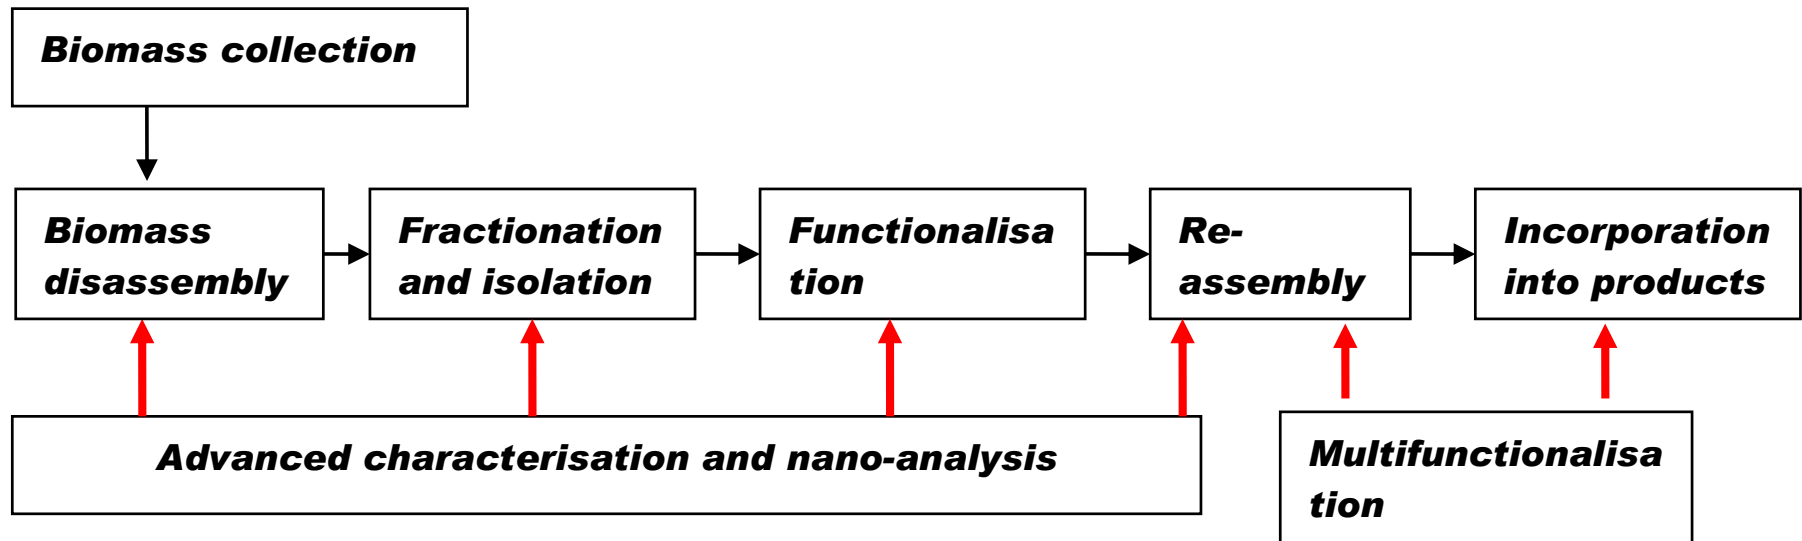 Biomass collection
Biomass
disassembly
Fractionation
and isolation
Functionalisa
tion
Re-
assembly
Incorporation
into products
Advanced characterisation and nano-analysis
Multifunctionalisa
tion